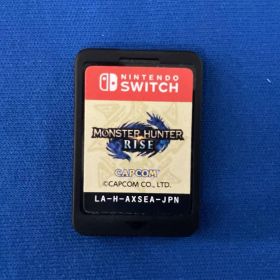 NINTENDO
SWITCH
MONSTER HUNTER
RISE
CAPCOM
©CAPCOM CO., LTD.
LA-H-AXSEA-JPN